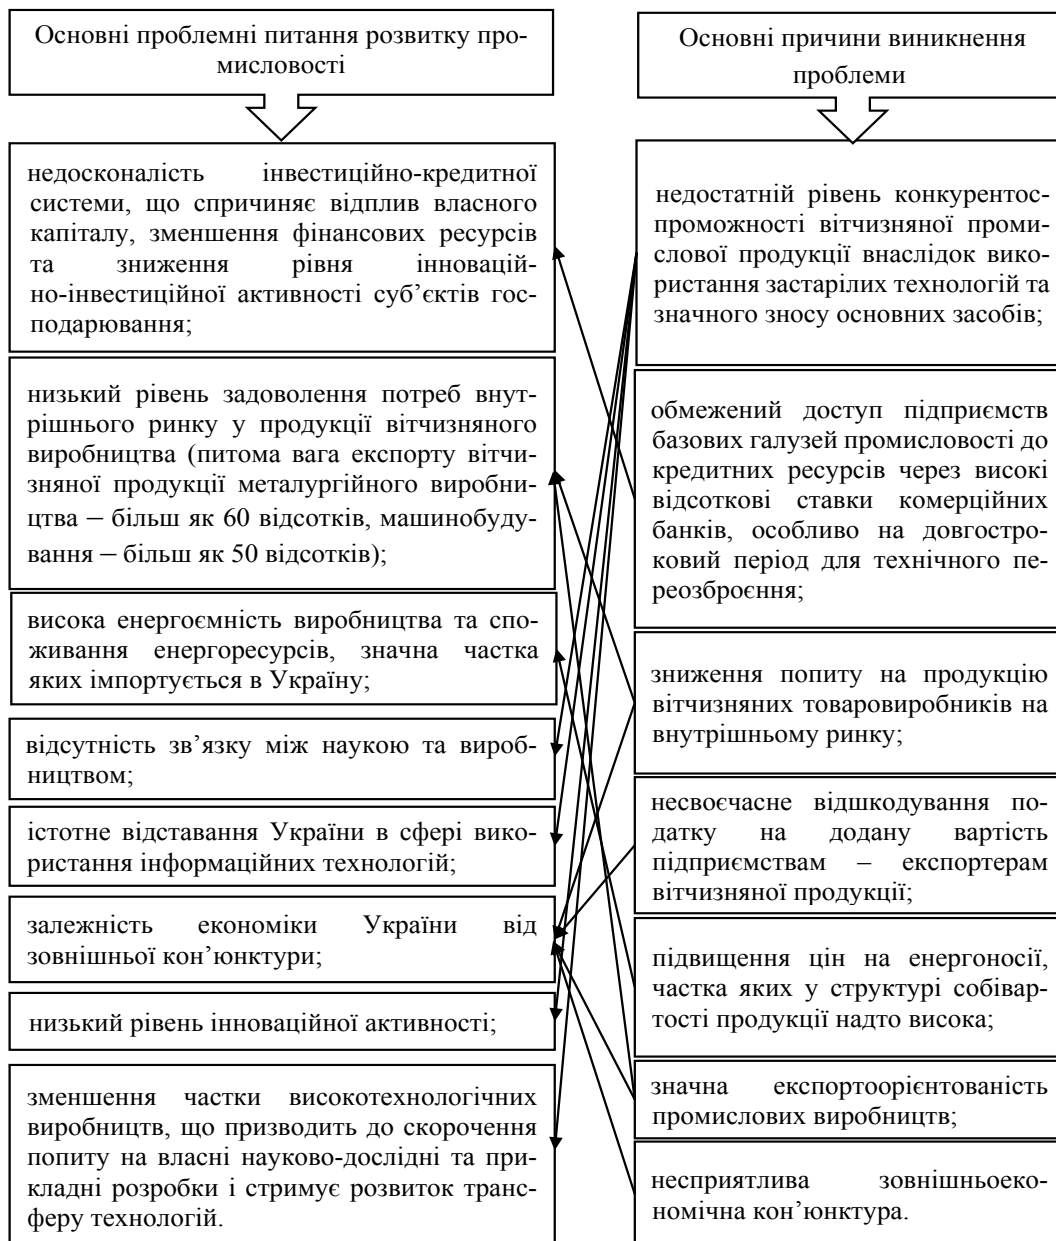 Основні проблемні питання розвитку про-
мисловості
недосконалість інвестиційно-кредитної
системи, що спричиняє відплив власного
капіталу, зменшення фінансових ресурсів
та зниження рівня інновацій-
но-інвестиційної активності суб’єктів гос-
подарювання;
низький рівень задоволення потреб внут-
рішнього ринку у продукції вітчизняного
виробництва (питома вага експорту вітчи-
зняної продукції металургійного виробни-
цтва – більш як 60 відсотків, машинобуду-
вання – більш як 50 відсотків);
висока енергоємність виробництва та спо-
живання енергоресурсів, значна частка
яких імпортується в Україну;
відсутність зв’язку між наукою та вироб-
ництвом;
істотне відставання України в сфері вико-
ристання інформаційних технологій;
залежність економіки України від
зовнішньої кон’юнктури;
низький рівень інноваційної активності;
зменшення частки високотехнологічних
виробництв, що призводить до скорочення
попиту на власні науково-дослідні та при-
кладні розробки і стримує розвиток транс-
феру технологій.
Основні причини виникнення
проблеми
недостатній рівень конкурентос-
проможності вітчизняної проми-
слової продукції внаслідок вико-
ристання застарілих технологій та
значного зносу основних засобів;
обмежений доступ підприємств
базових галузей промисловості до
кредитних ресурсів через високі
відсоткові ставки комерційних
банків, особливо на довгостро-
ковий період для технічного пе-
реозброєння;
зниження попиту на продукцію
вітчизняних товаровиробників на
внутрішньому ринку;
несвоєчасне відшкодування по-
датку на додану вартість
підприємствам – експортерам
вітчизняної продукції;
підвищення цін на енергоносії,
частка яких у структурі собівар-
тості продукції надто висока;
значна експортоорієнтованість
промислових виробництв;
несприятлива зовнішньоеко-
номічна кон’юнктура.